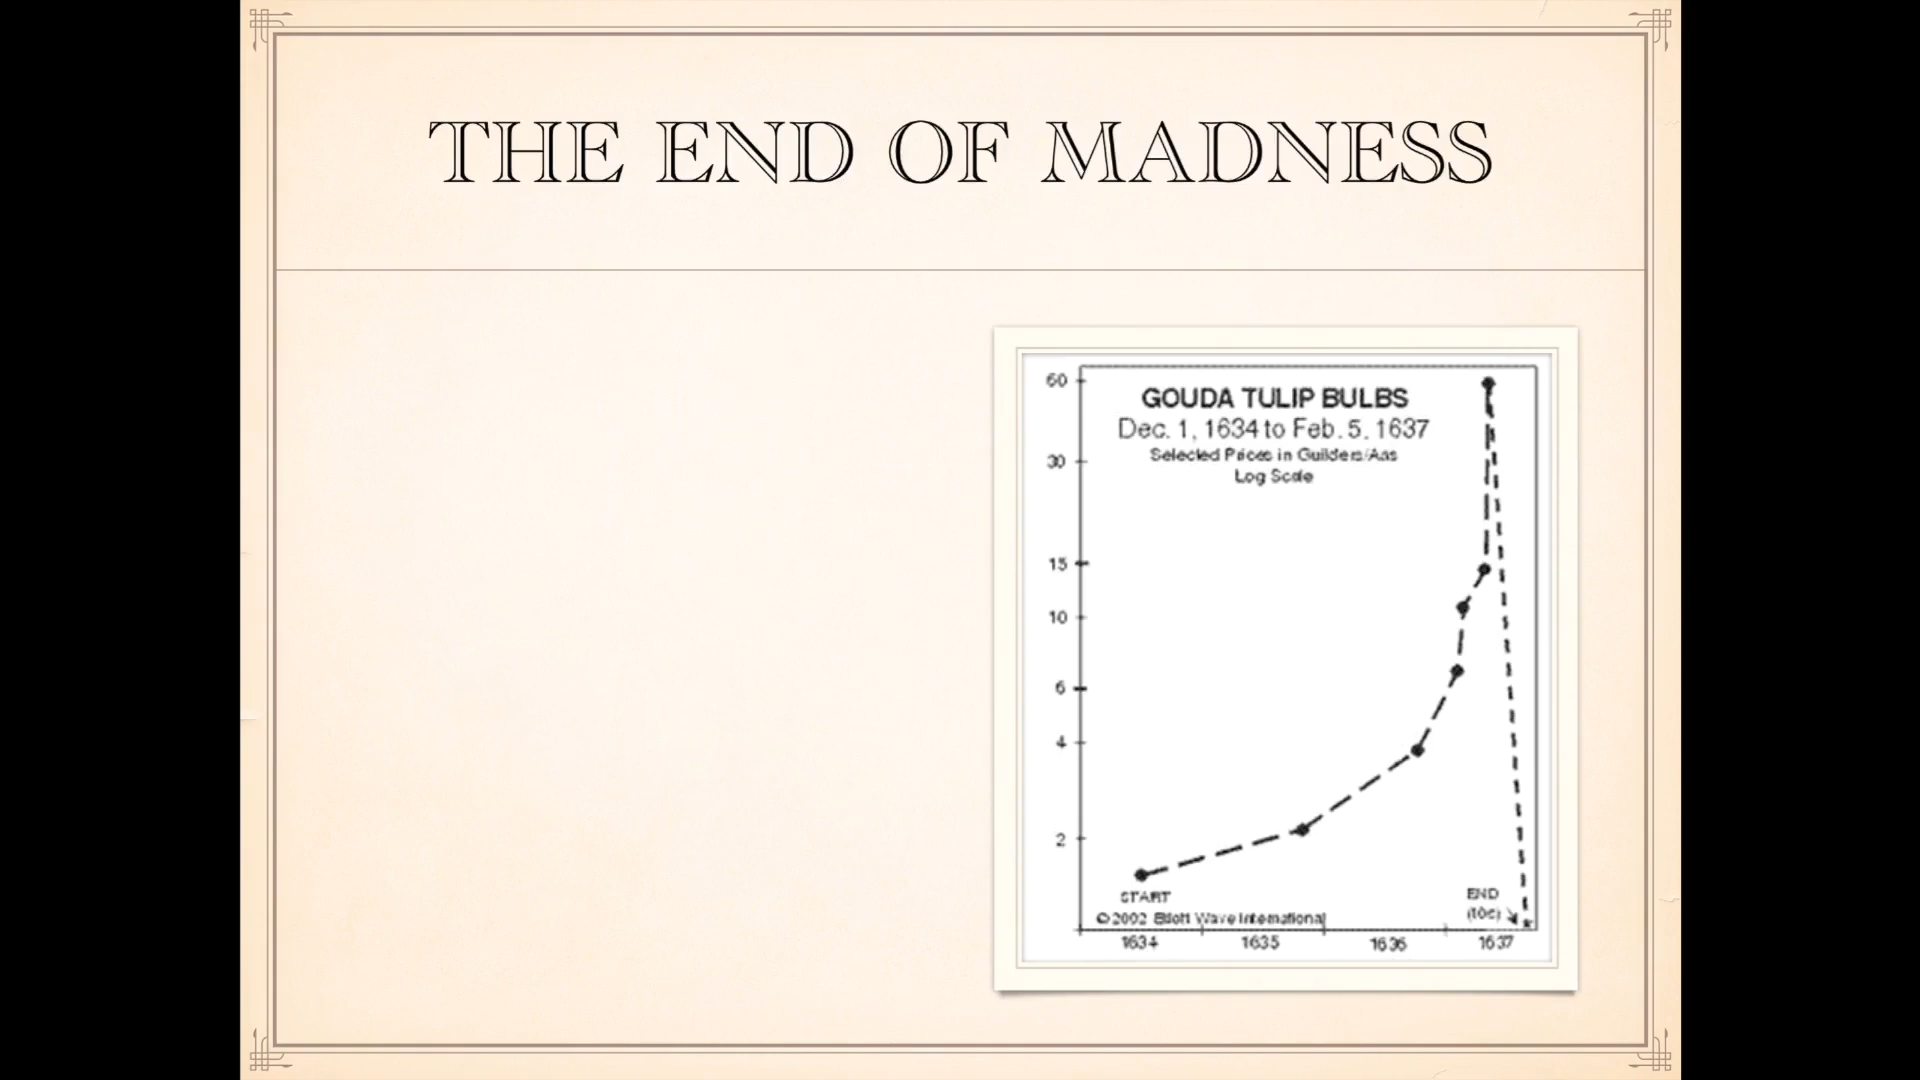 THE END OF MADNESS
GOUDA TULIP BULBS
Dec. 1, 1634 to Feb. 5, 1637
Selected Prices in Guilders/Aas
Log Scale
60
30
15
10
6
4
2
START
END
(10c)
©2002 Elliott Wave International
1634 1635 1636 1637